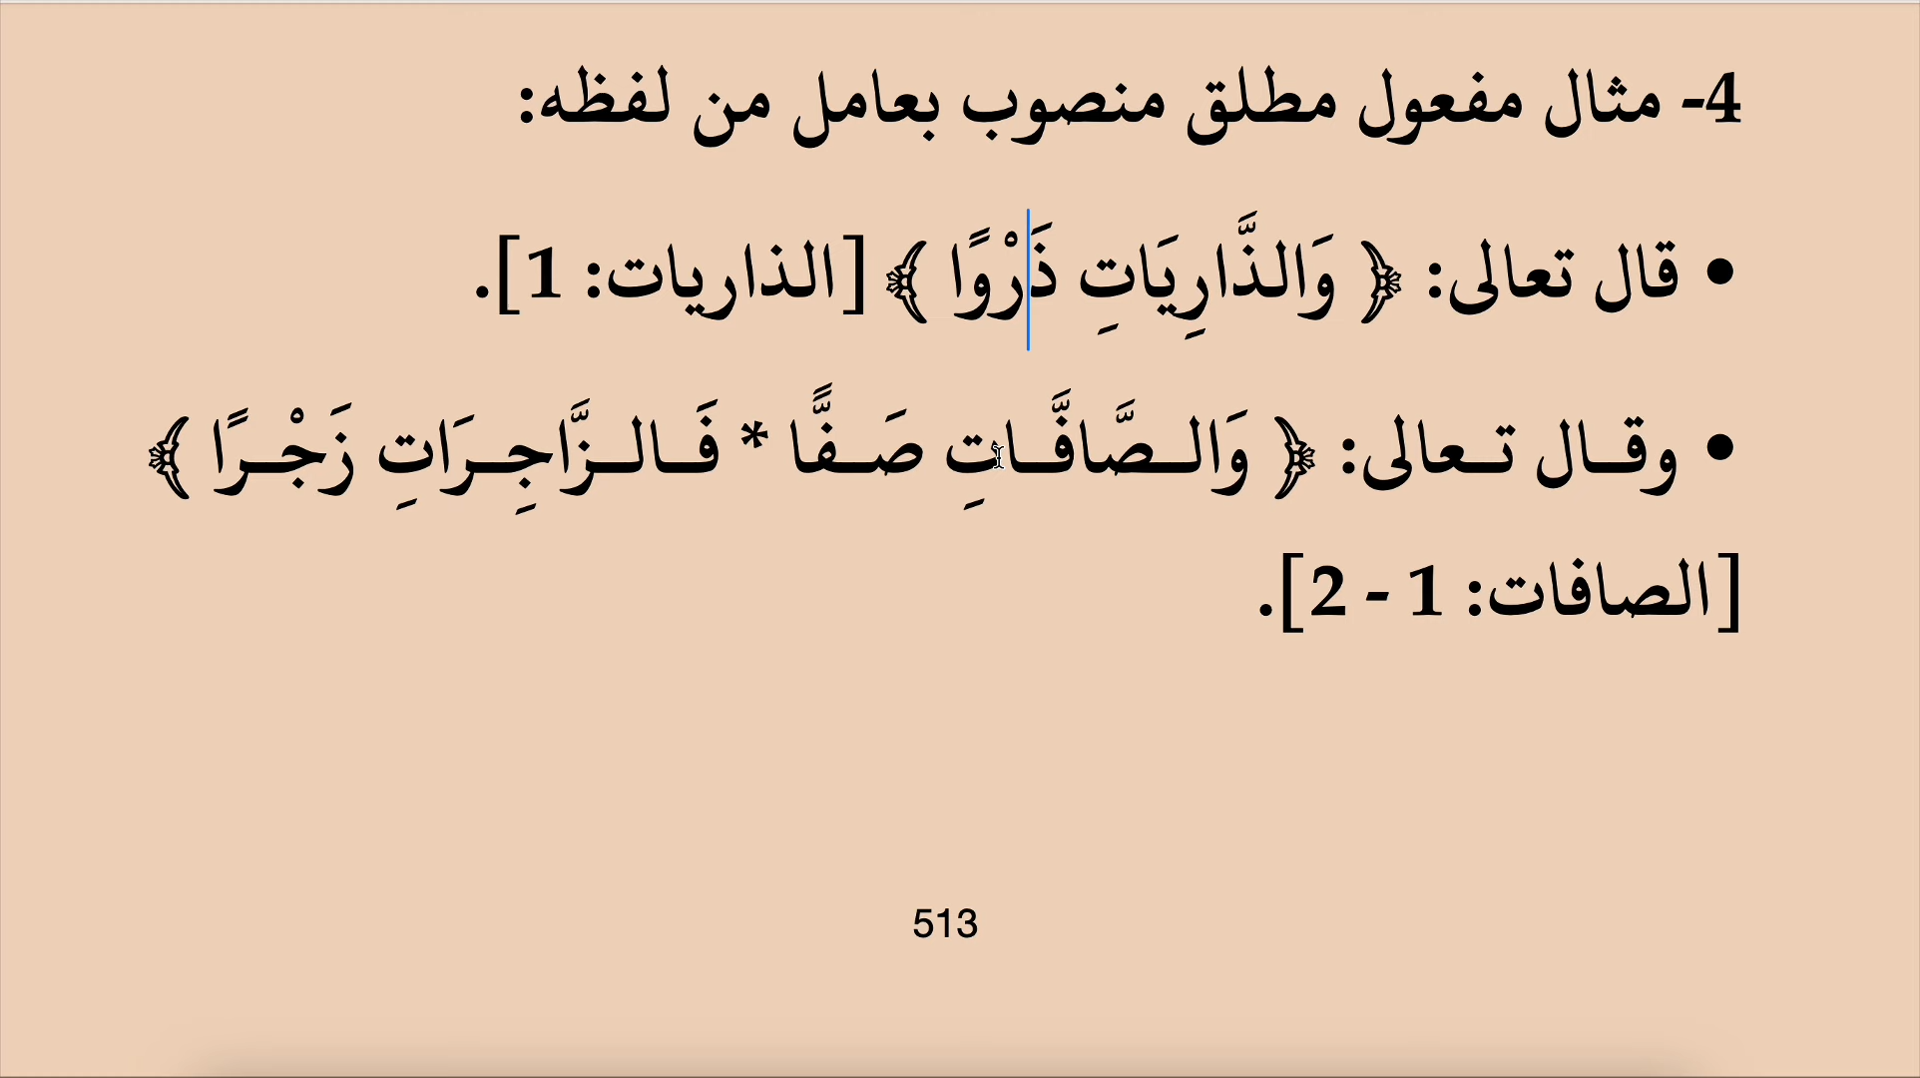 4- مثال مفعول مطلق منصوب بعامل من لفظه:
• قال تعالى: ﴿ وَالذَّارِيَاتِ ذَرْوًا ﴾ [الذاريات: 1].
• وقـال تـعالى: ﴿ وَالـصَّافَّـاتِ صَـفًّا * فَـالـزَّاجِـرَاتِ زَجْـرًا ﴾
[الصافات: 1 - 2].
513